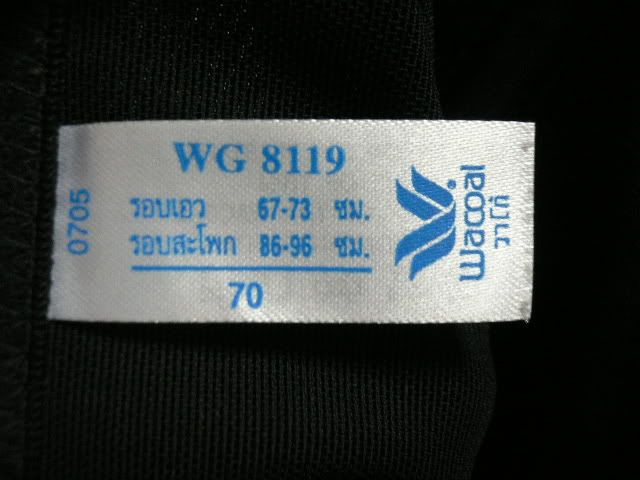 WG 8119
0705
รอบเอว 67-73 ซม.
รอบสะโพก 86-96 ซม.
70
wacoal
วาโก้